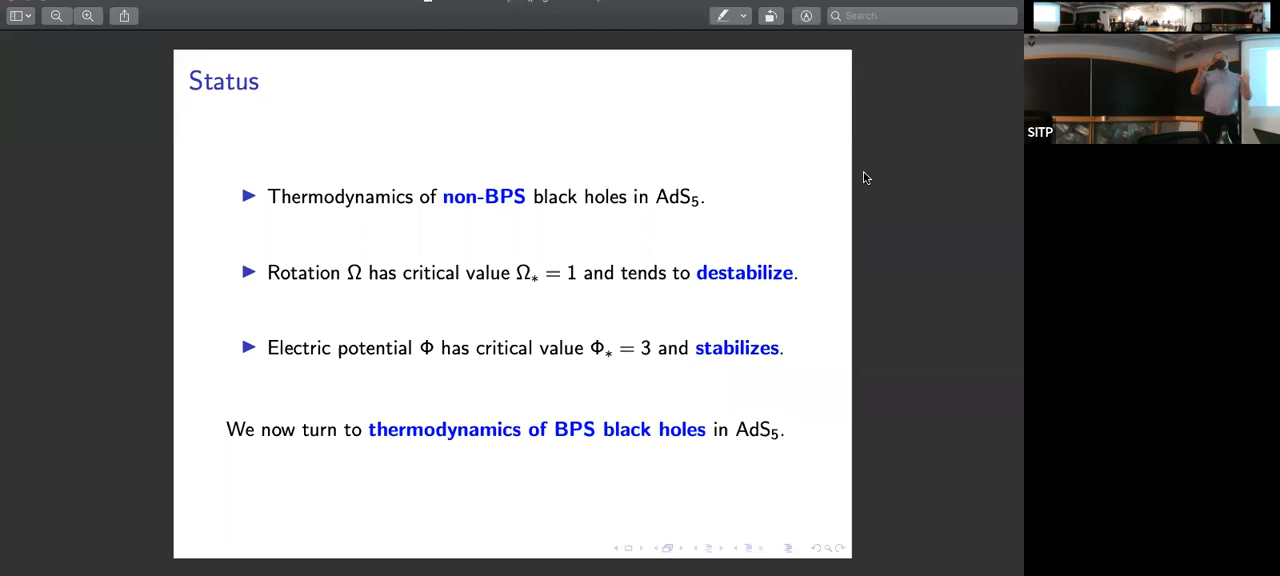 Search
Status
Thermodynamics of non-BPS black holes in AdS₅.
Rotation Ω has critical value Ω∗ = 1 and tends to destabilize.
Electric potential Φ has critical value Φ∗ = 3 and stabilizes.
We now turn to thermodynamics of BPS black holes in AdS₅.
SITP